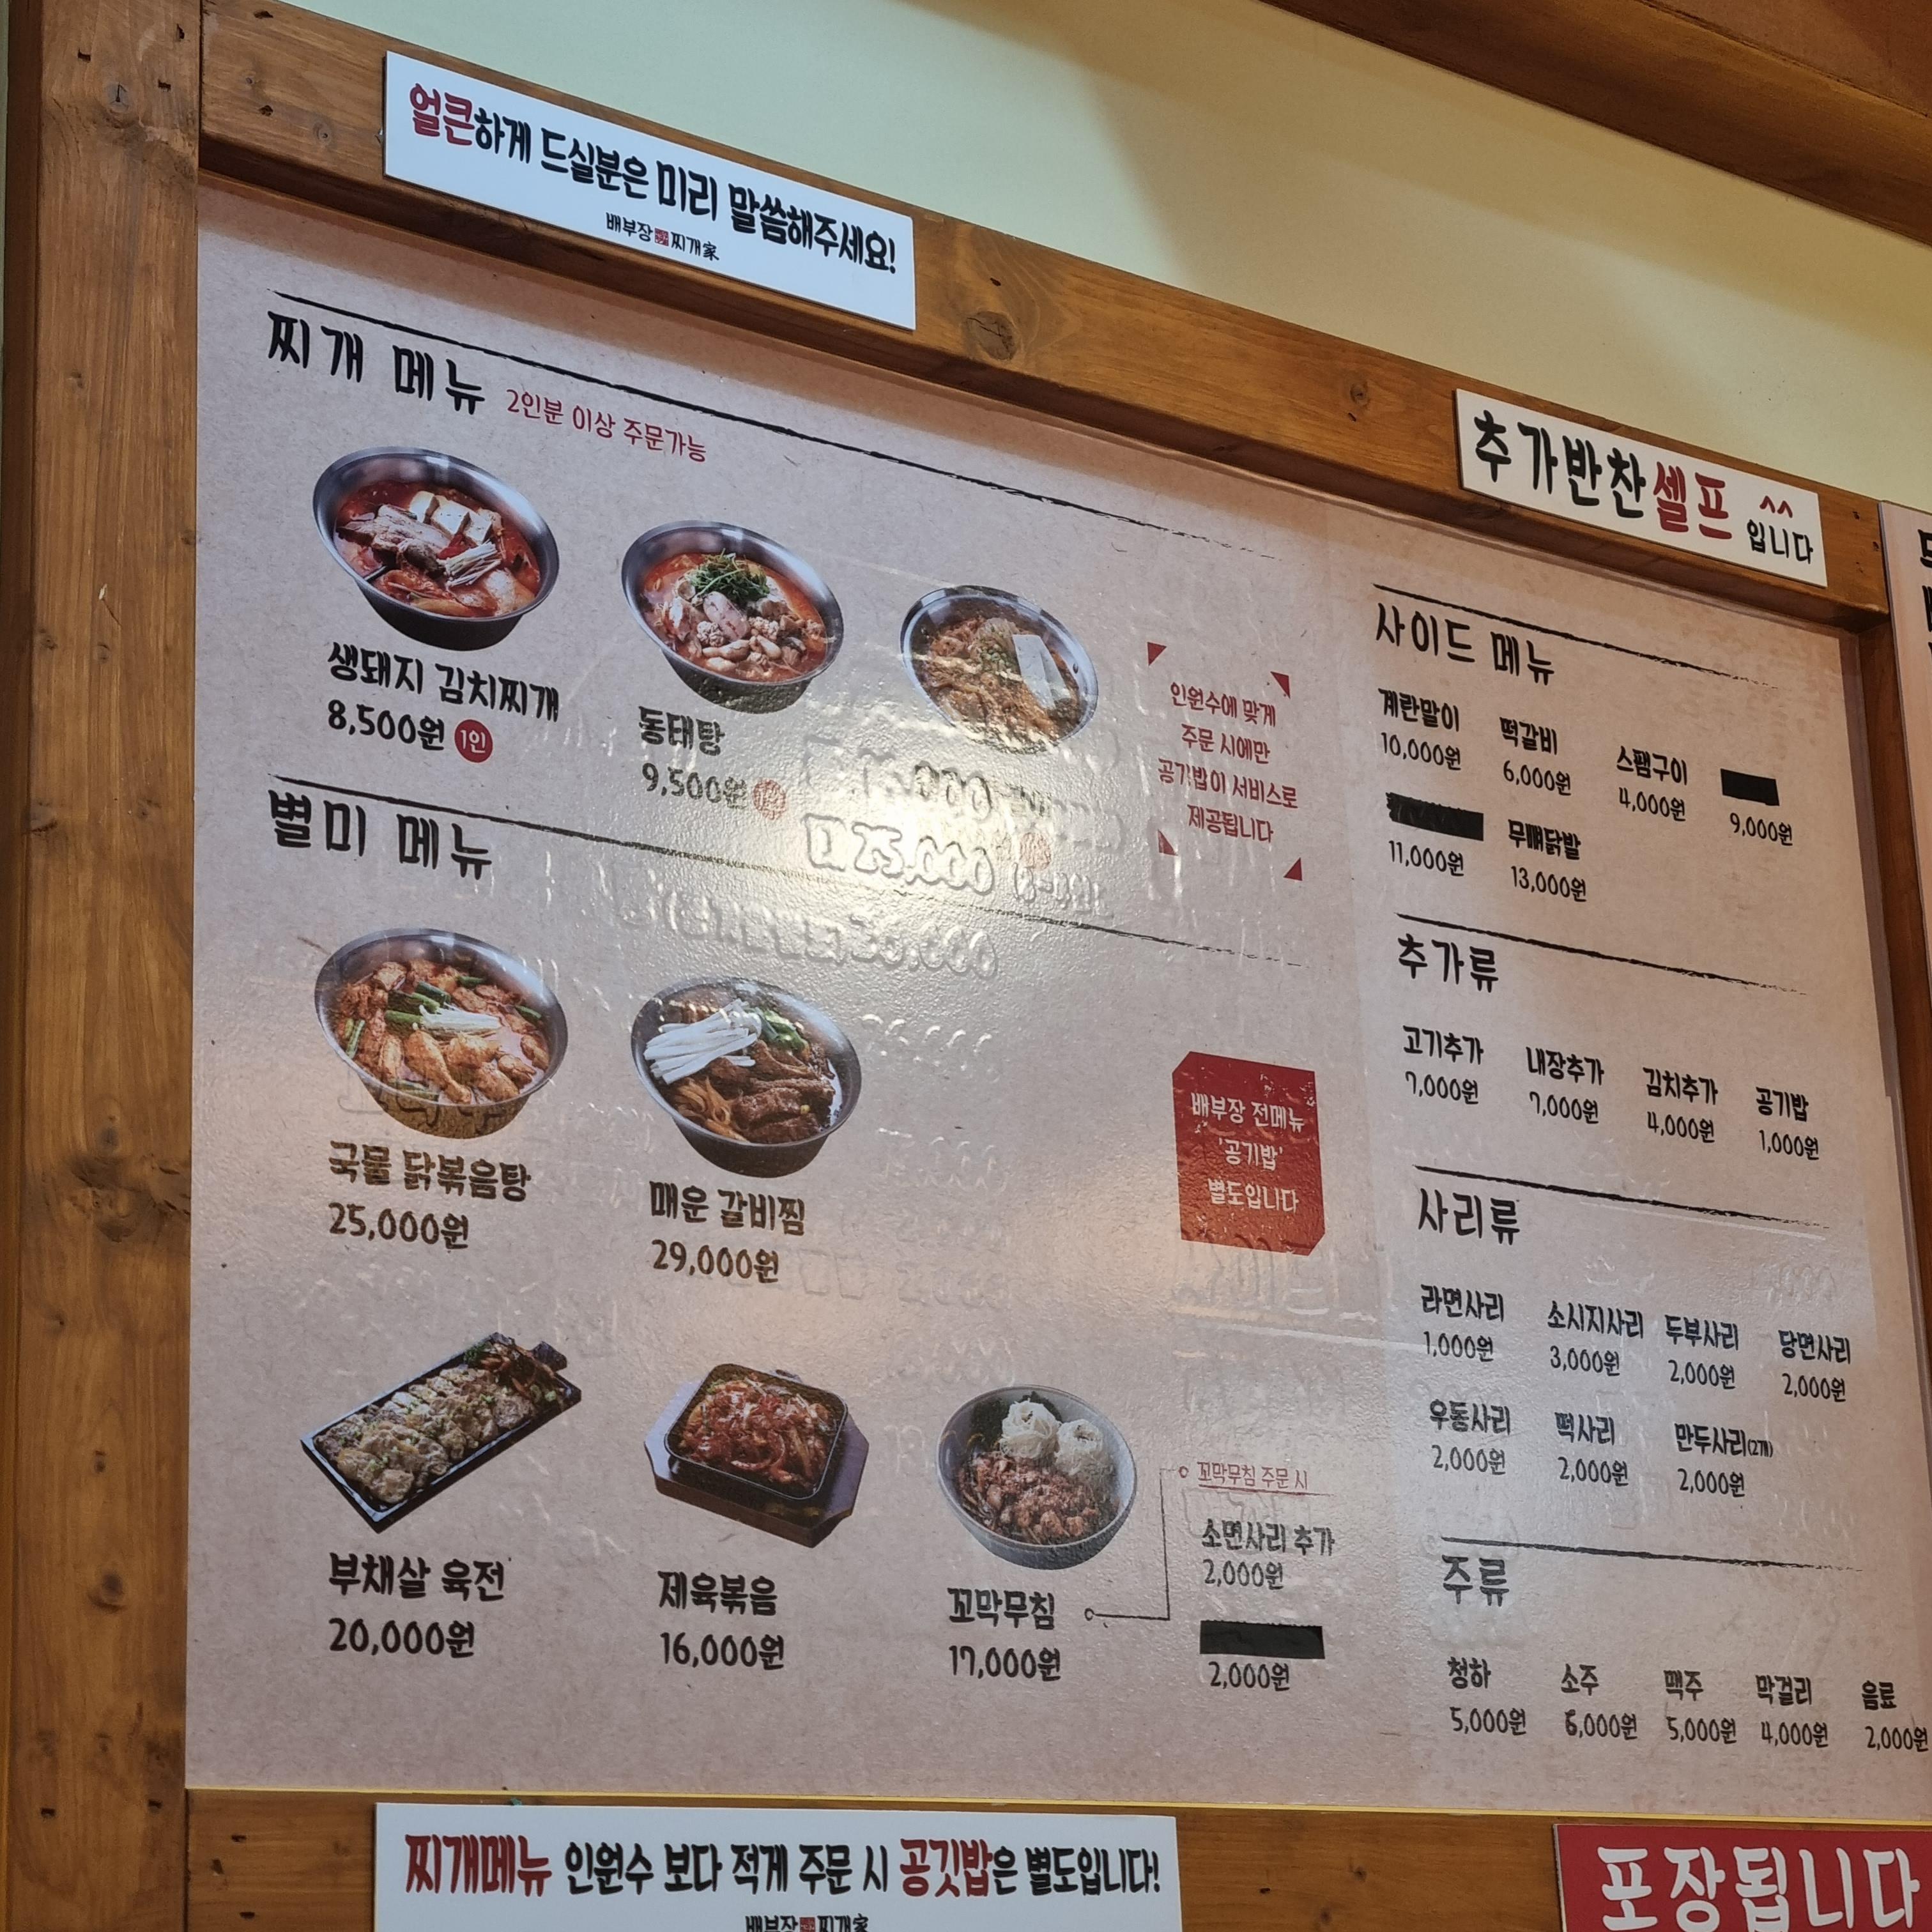 얼큰하게 드실분은 미리 말씀해주세요!
배부장 찌개家
추가반찬 셀프 ^^ 입니다
찌개 메뉴 2인분 이상 주문가능
생돼지 김치찌개
8,500원 1인
동태탕
9,500원
인원수에 맞게
주문 시에만
공기밥이 서비스로
제공됩니다
별미 메뉴
국물 닭볶음탕
25,000원
매운 갈비찜
29,000원
배부장 전메뉴
'공기밥'
별도입니다
부채살 육전
20,000원
제육볶음
16,000원
꼬막무침
17,000원
꼬막무침 주문 시
소면사리 추가
2,000원
2,000원
사이드 메뉴
계란말이 떡갈비 스팸구이
10,000원 6,000원 4,000원 9,000원
무뼈닭발
11,000원 13,000원
추가류
고기추가 내장추가 김치추가 공기밥
7,000원 7,000원 4,000원 1,000원
사리류
라면사리 소시지사리 두부사리 당면사리
1,000원 3,000원 2,000원 2,000원
우동사리 떡사리 만두사리(2개)
2,000원 2,000원 2,000원
주류
청하 소주 맥주 막걸리 음료
5,000원 5,000원 4,000원 2,000원
찌개메뉴 인원수 보다 적게 주문 시 공깃밥은 별도입니다!
배부장 찌개家
포장됩니다